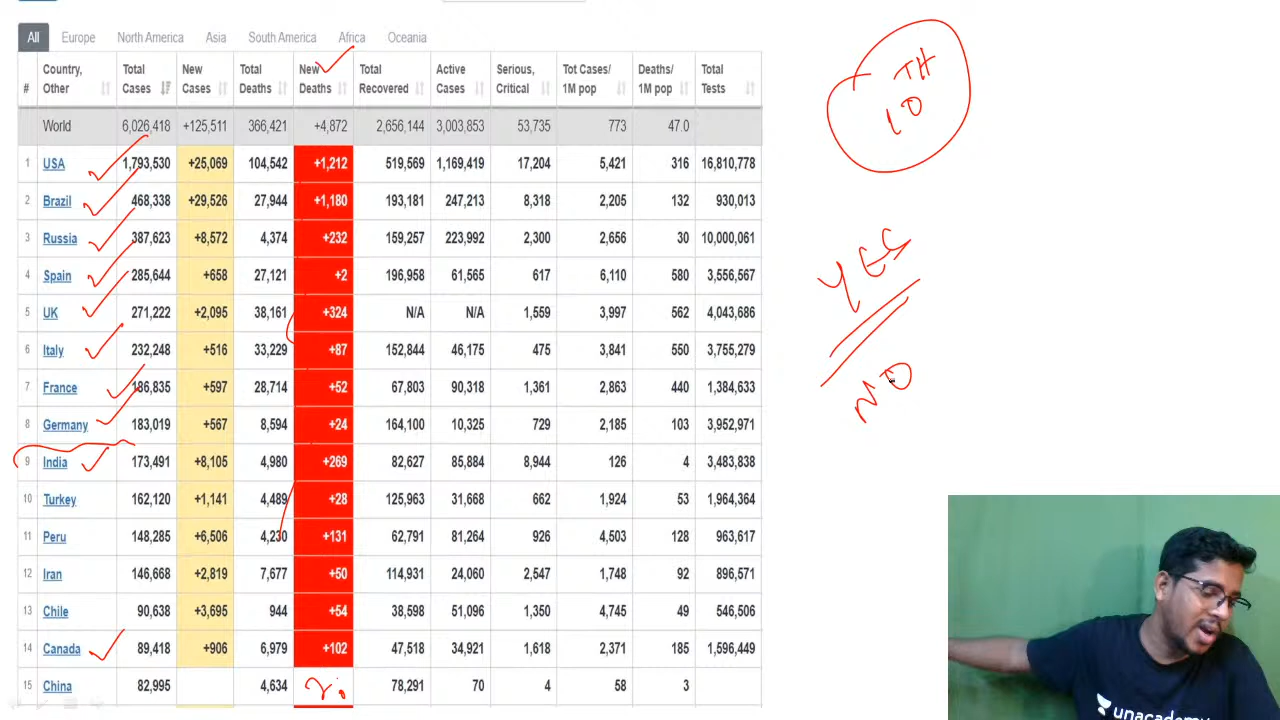 All Europe North America Asia South America Africa Oceania
# Country, Other Total Cases New Cases Total Deaths New Deaths Total Recovered Active Cases Serious, Critical Tot Cases/ 1M pop Deaths/ 1M pop Total Tests
World 6,026,418 +125,511 366,421 +4,872 2,656,144 3,003,853 53,735 773 47.0
1 USA 1,793,530 +25,069 104,542 +1,212 519,569 1,169,419 17,204 5,421 316 16,810,778
2 Brazil 468,338 +29,526 27,944 +1,180 193,181 247,213 8,318 2,205 132 930,013
3 Russia 387,623 +8,572 4,374 +232 159,257 223,992 2,300 2,656 30 10,000,061
4 Spain 285,644 +658 27,121 +2 196,958 61,565 617 6,110 580 3,556,567
5 UK 271,222 +2,095 38,161 +324 N/A N/A 1,559 3,997 562 4,043,686
6 Italy 232,248 +516 33,229 +87 152,844 46,175 475 3,841 550 3,755,279
7 France 186,835 +597 28,714 +52 67,803 90,318 1,361 2,863 440 1,384,633
8 Germany 183,019 +567 8,594 +24 164,100 10,325 729 2,185 103 3,952,971
9 India 173,491 +8,105 4,980 +269 82,627 85,884 8,944 126 4 3,483,838
10 Turkey 162,120 +1,141 4,489 +28 125,963 31,668 662 1,924 53 1,964,364
11 Peru 148,285 +6,506 4,230 +131 62,791 81,264 926 4,503 128 963,617
12 Iran 146,668 +2,819 7,677 +50 114,931 24,060 2,547 1,748 92 896,571
13 Chile 90,638 +3,695 944 +54 38,598 51,096 1,350 4,745 49 546,506
14 Canada 89,418 +906 6,979 +102 47,518 34,921 1,618 2,371 185 1,596,449
15 China 82,995 4,634 78,291 70 4 58 3
TH
10
YES
NO
unacademy